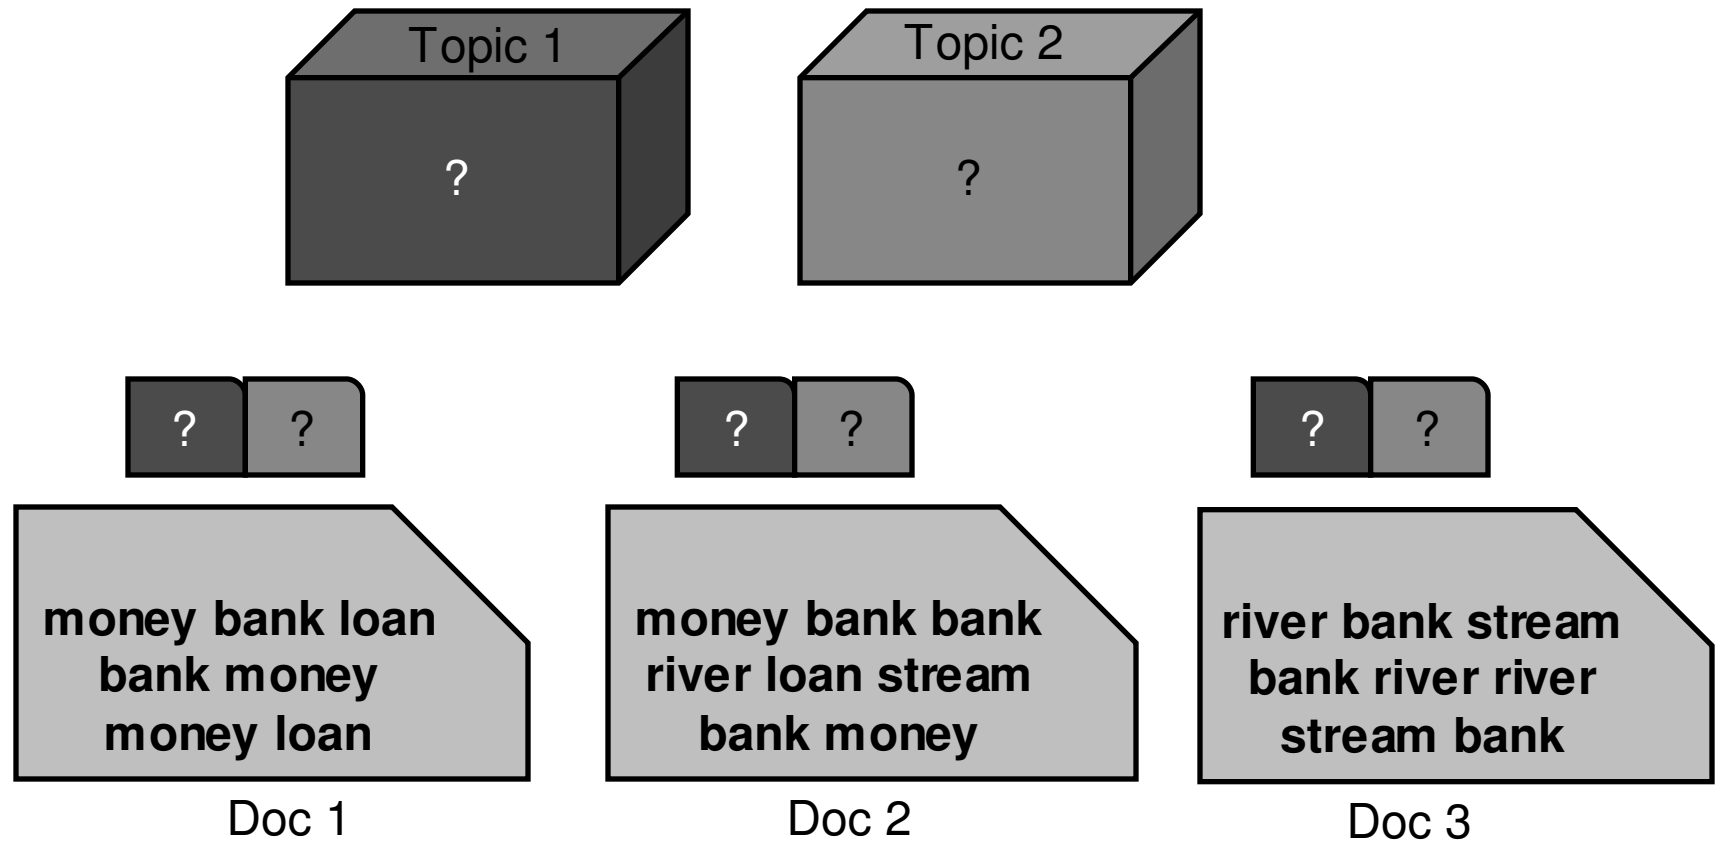 Topic 1
Topic 2
?
?
? ?
? ?
? ?
money bank loan
bank money
money loan
money bank bank
river loan stream
bank money
river bank stream
bank river river
stream bank
Doc 1
Doc 2
Doc 3